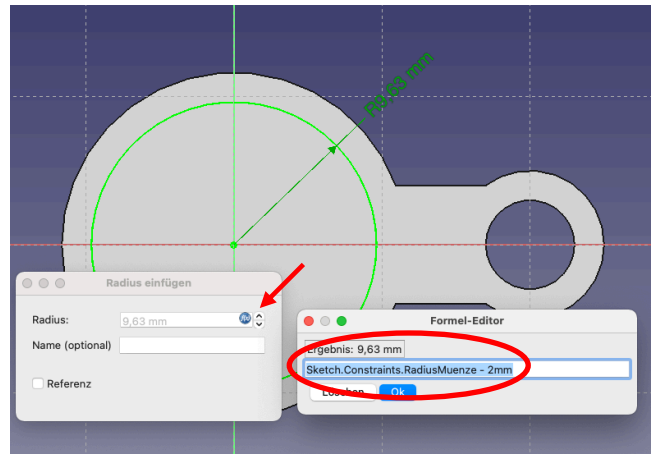 R9,63 mm
Radius einfügen
Radius:
9,63 mm
f(x)
Name (optional)
Referenz
Formel-Editor
Ergebnis: 9,63 mm
Sketch.Constraints.RadiusMuenze - 2mm
Löschen
Ok